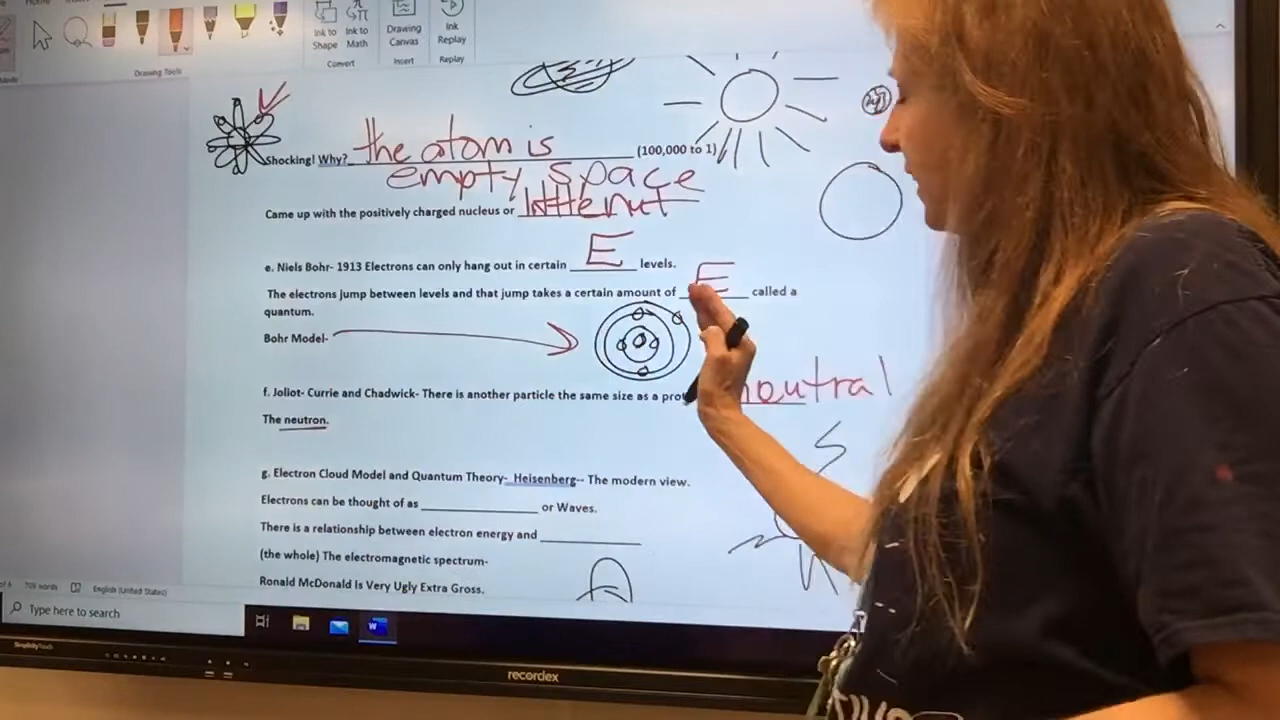 Ink to Shape
Ink to Math
Drawing Canvas
Ink Replay
Convert
Insert
Replay
Drawing Tools
Shocking! Why? the atom is (100,000 to 1)
empty space
Came up with the positively charged nucleus or
e. Niels Bohr- 1913 Electrons can only hang out in certain E levels.
The electrons jump between levels and that jump takes a certain amount of E called a
quantum.
Bohr Model-
f. Joliot- Currie and Chadwick- There is another particle the same size as a neutral
The neutron.
g. Electron Cloud Model and Quantum Theory- Heisenberg-- The modern view.
Electrons can be thought of as ____________ or Waves.
There is a relationship between electron energy and ____________
(the whole) The electromagnetic spectrum-
Ronald McDonald Is Very Ugly Extra Gross.
709 words English (United States)
Type here to search
recordex